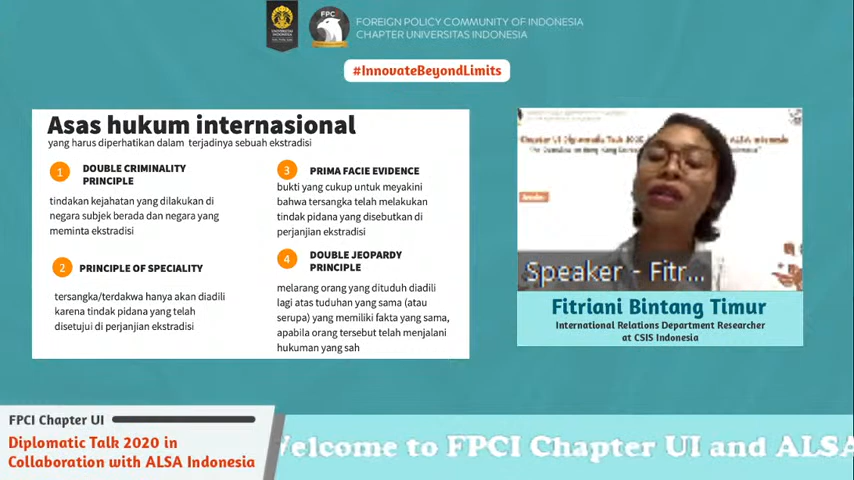 FPC
FOREIGN POLICY COMMUNITY OF INDONESIA
CHAPTER UNIVERSITAS INDONESIA
#InnovateBeyondLimits
Asas hukum internasional
yang harus diperhatikan dalam terjadinya sebuah ekstradisi
1
DOUBLE CRIMINALITY
PRINCIPLE
tindakan kejahatan yang dilakukan di
negara subjek berada dan negara yang
meminta ekstradisi
2
PRINCIPLE OF SPECIALITY
tersangka/terdakwa hanya akan diadili
karena tindak pidana yang telah
disetujui di perjanjian ekstradisi
3
PRIMA FACIE EVIDENCE
bukti yang cukup untuk meyakini
bahwa tersangka telah melakukan
tindak pidana yang disebutkan di
perjanjian ekstradisi
4
DOUBLE JEOPARDY
PRINCIPLE
melarang orang yang dituduh diadili
lagi atas tuduhan yang sama (atau
serupa) yang memiliki fakta yang sama,
apabila orang tersebut telah menjalani
hukuman yang sah
Speaker - Fitr...
Fitriani Bintang Timur
International Relations Department Researcher
at CSIS Indonesia
FPCI Chapter UI
Diplomatic Talk 2020 in
Collaboration with ALSA Indonesia
Welcome to FPCI Chapter UI and ALSA